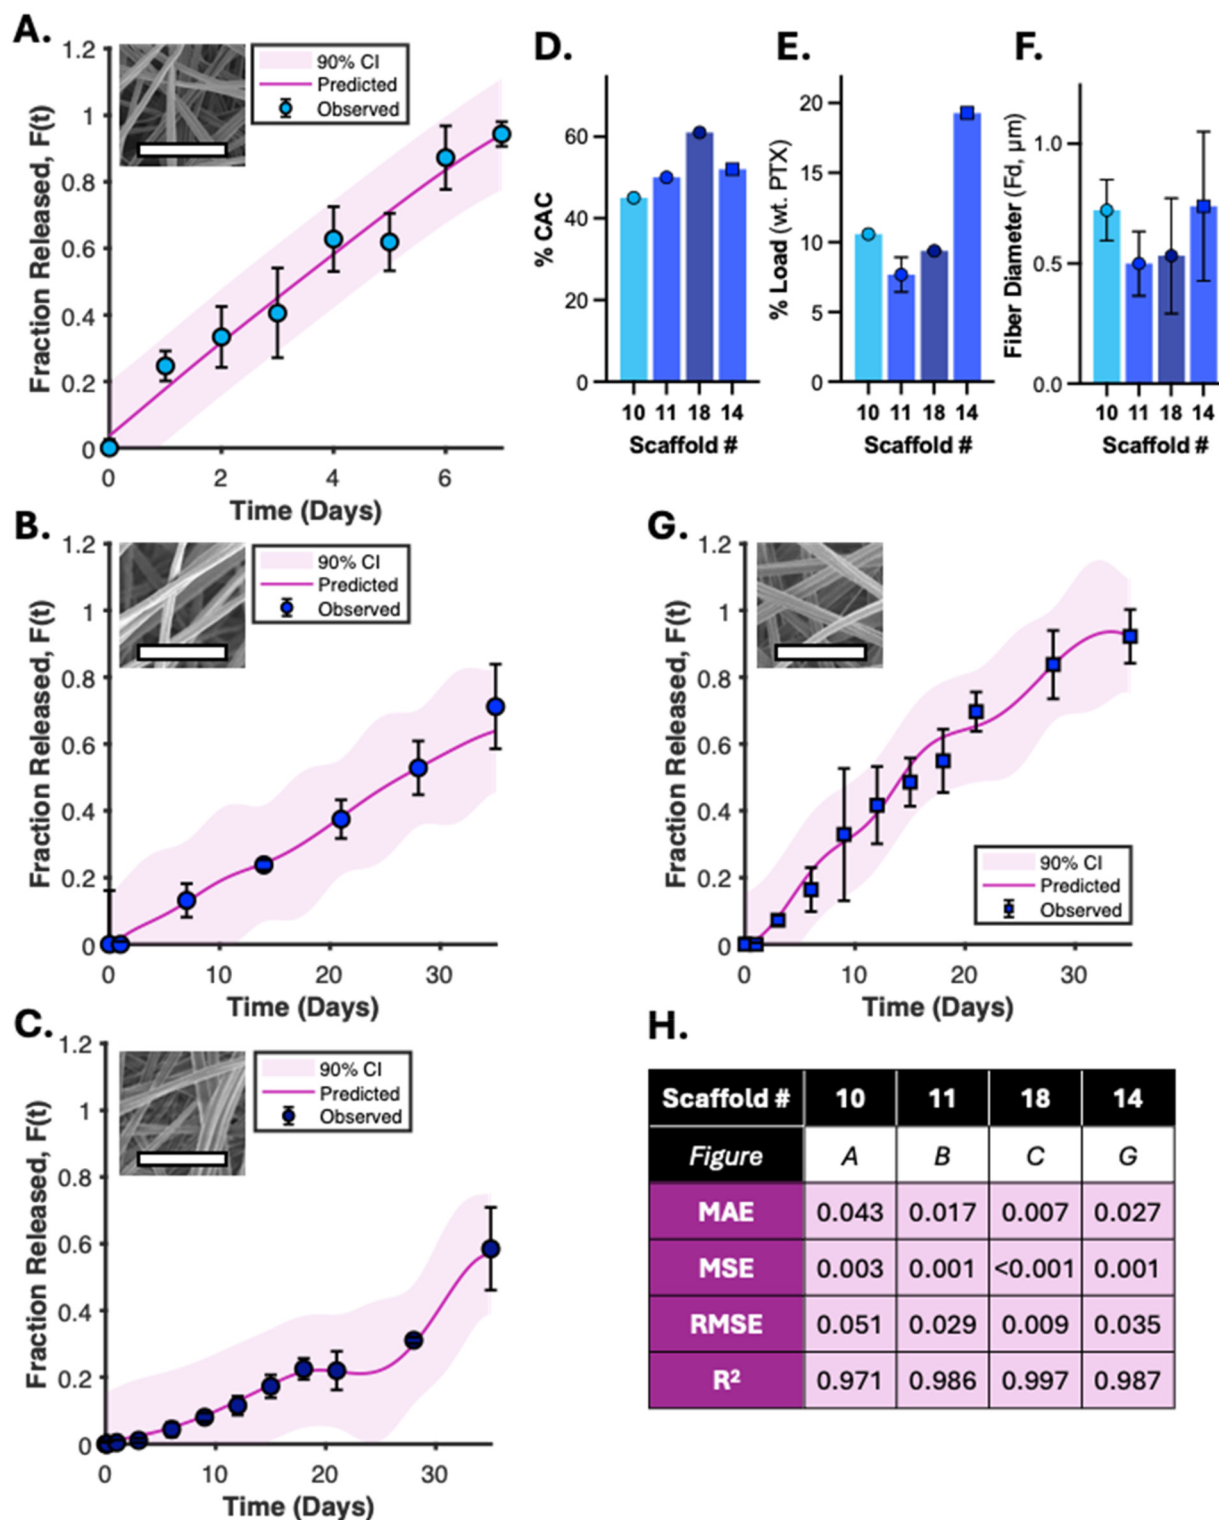 A.
1.2
1
0.8
0.6
0.4
0.2
0
Fraction Released, F(t)
90% CI
Predicted
Observed
0 2 4 6
Time (Days)
D.
% CAC
60
40
20
0
10 11 18 14
Scaffold #
E.
% Load (wt. PTX)
20
15
10
5
0
10 11 18 14
Scaffold #
F.
Fiber Diameter (Fd, μm)
1.0
0.5
0.0
10 11 18 14
Scaffold #
B.
1.2
1
0.8
0.6
0.4
0.2
0
Fraction Released, F(t)
90% CI
Predicted
Observed
0 10 20 30
Time (Days)
G.
1.2
1
0.8
0.6
0.4
0.2
0
Fraction Released, F(t)
90% CI
Predicted
Observed
0 10 20 30
Time (Days)
C.
1.2
1
0.8
0.6
0.4
0.2
0
Fraction Released, F(t)
90% CI
Predicted
Observed
0 10 20 30
Time (Days)
H.
Scaffold # 10 11 18 14
Figure A B C G
MAE 0.043 0.017 0.007 0.027
MSE 0.003 0.001 <0.001 0.001
RMSE 0.051 0.029 0.009 0.035
R² 0.971 0.986 0.997 0.987